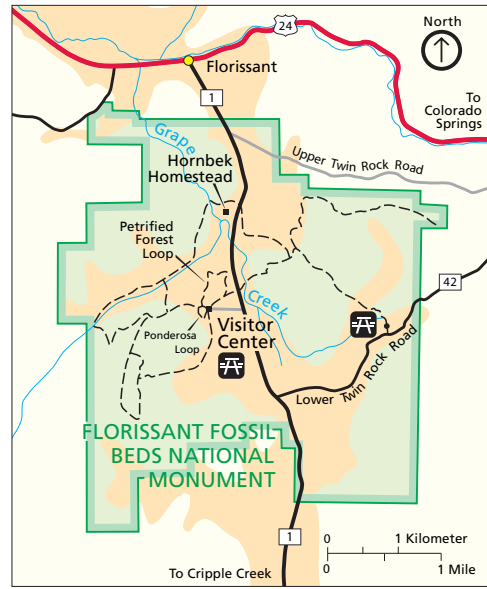 24
North
Florissant
1
To
Colorado
Springs
Grape
Upper Twin Rock Road
Hornbek
Homestead
Petrified
Forest
Loop
42
Creek
Ponderosa
Loop
Visitor
Center
Lower Twin Rock Road
FLORISSANT FOSSIL
BEDS NATIONAL
MONUMENT
1
0 1 Kilometer
0 1 Mile
To Cripple Creek